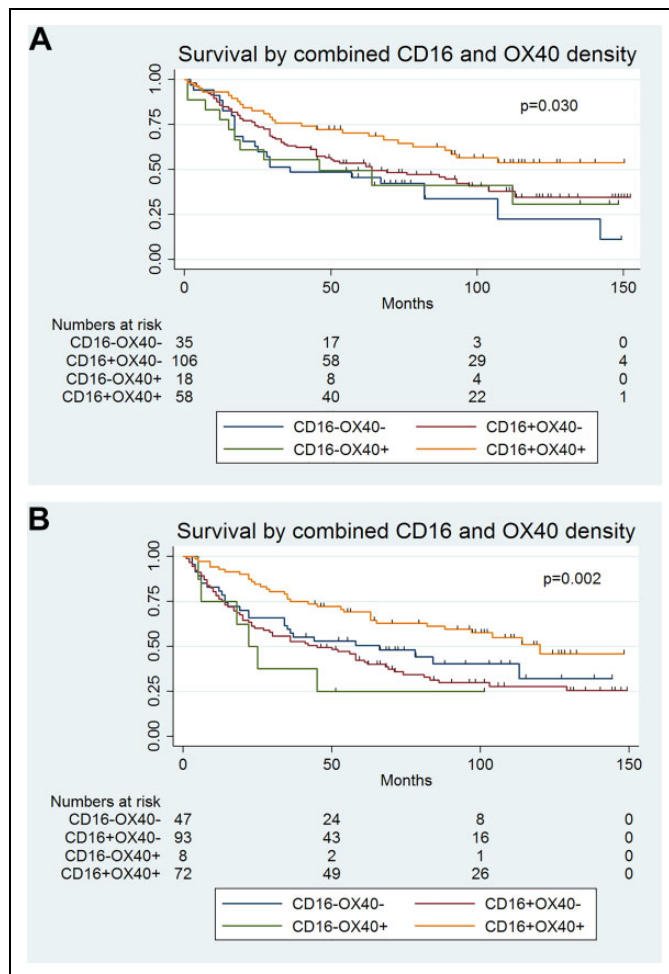 A
Survival by combined CD16 and OX40 density
1.00
0.75
0.50
0.25
0.00
p=0.030
0 50 100 150
Months
Numbers at risk
CD16-OX40- 35 17 3 0
CD16+OX40- 106 58 29 4
CD16-OX40+ 18 8 4 0
CD16+OX40+ 58 40 22 1
CD16-OX40- CD16+OX40-
CD16-OX40+ CD16+OX40+
B
Survival by combined CD16 and OX40 density
1.00
0.75
0.50
0.25
0.00
p=0.002
0 50 100 150
Months
Numbers at risk
CD16-OX40- 47 24 8 0
CD16+OX40- 93 43 16 0
CD16-OX40+ 8 2 1 0
CD16+OX40+ 72 49 26 0
CD16-OX40- CD16+OX40-
CD16-OX40+ CD16+OX40+